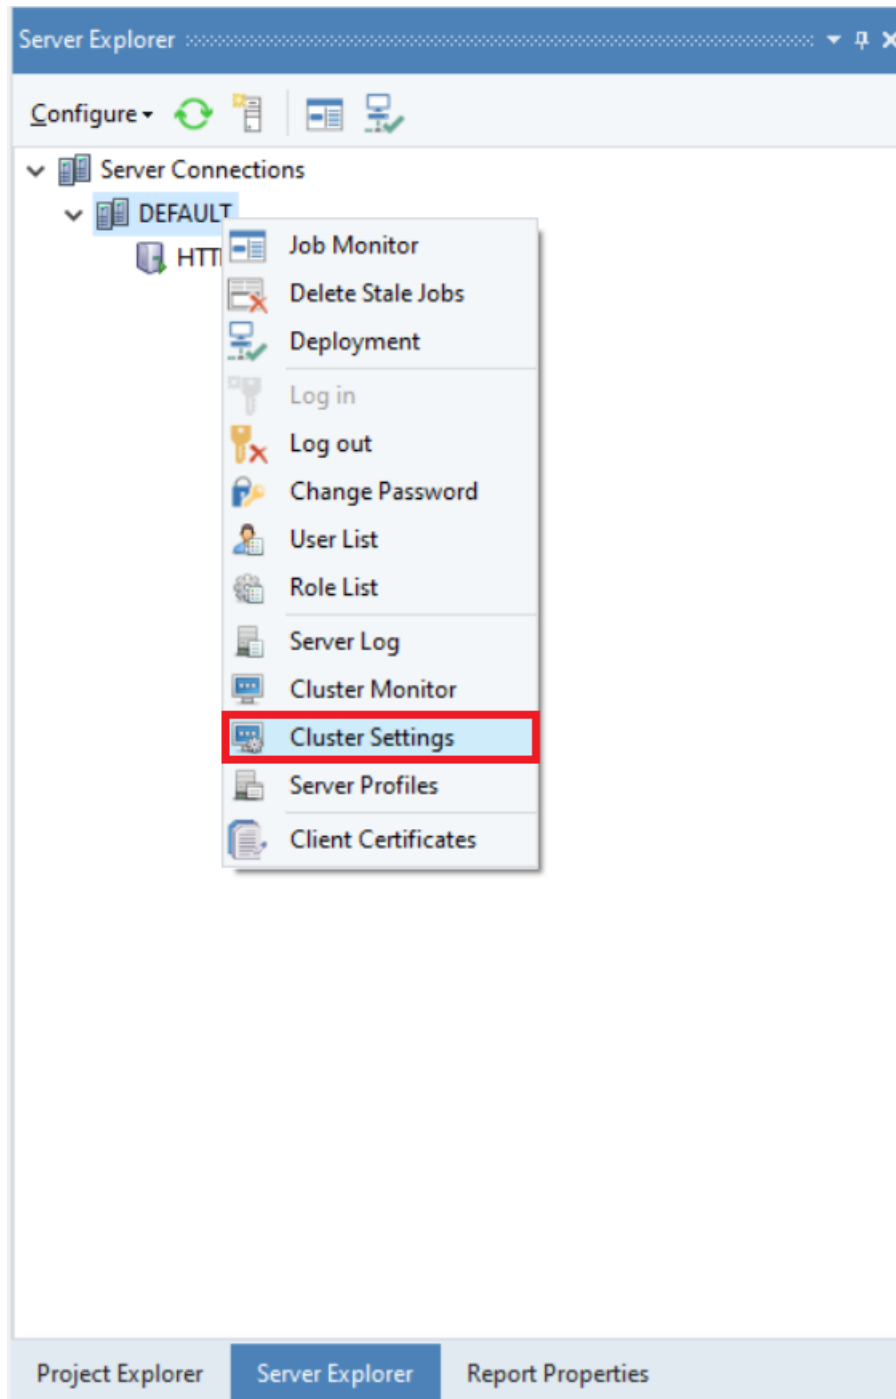 Server Explorer
Configure
Server Connections
DEFAULT
Job Monitor
Delete Stale Jobs
Deployment
Log in
Log out
Change Password
User List
Role List
Server Log
Cluster Monitor
Cluster Settings
Server Profiles
Client Certificates
Project Explorer Server Explorer Report Properties